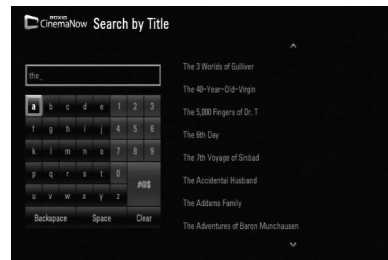 ROXIO
CinemaNow Search by Title
the_
a b c d e 1 2 3
f g h i j 4 5 6
k l m n o 7 8 9
p q r s t 0 #@$
u v w x y z
Backspace Space Clear
The 3 Worlds of Gulliver
The 40-Year-Old-Virgin
The 5,000 Fingers of Dr. T
The 6th Day
The 7th Voyage of Sinbad
The Accidental Husband
The Addams Family
The Adventures of Baron Munchausen